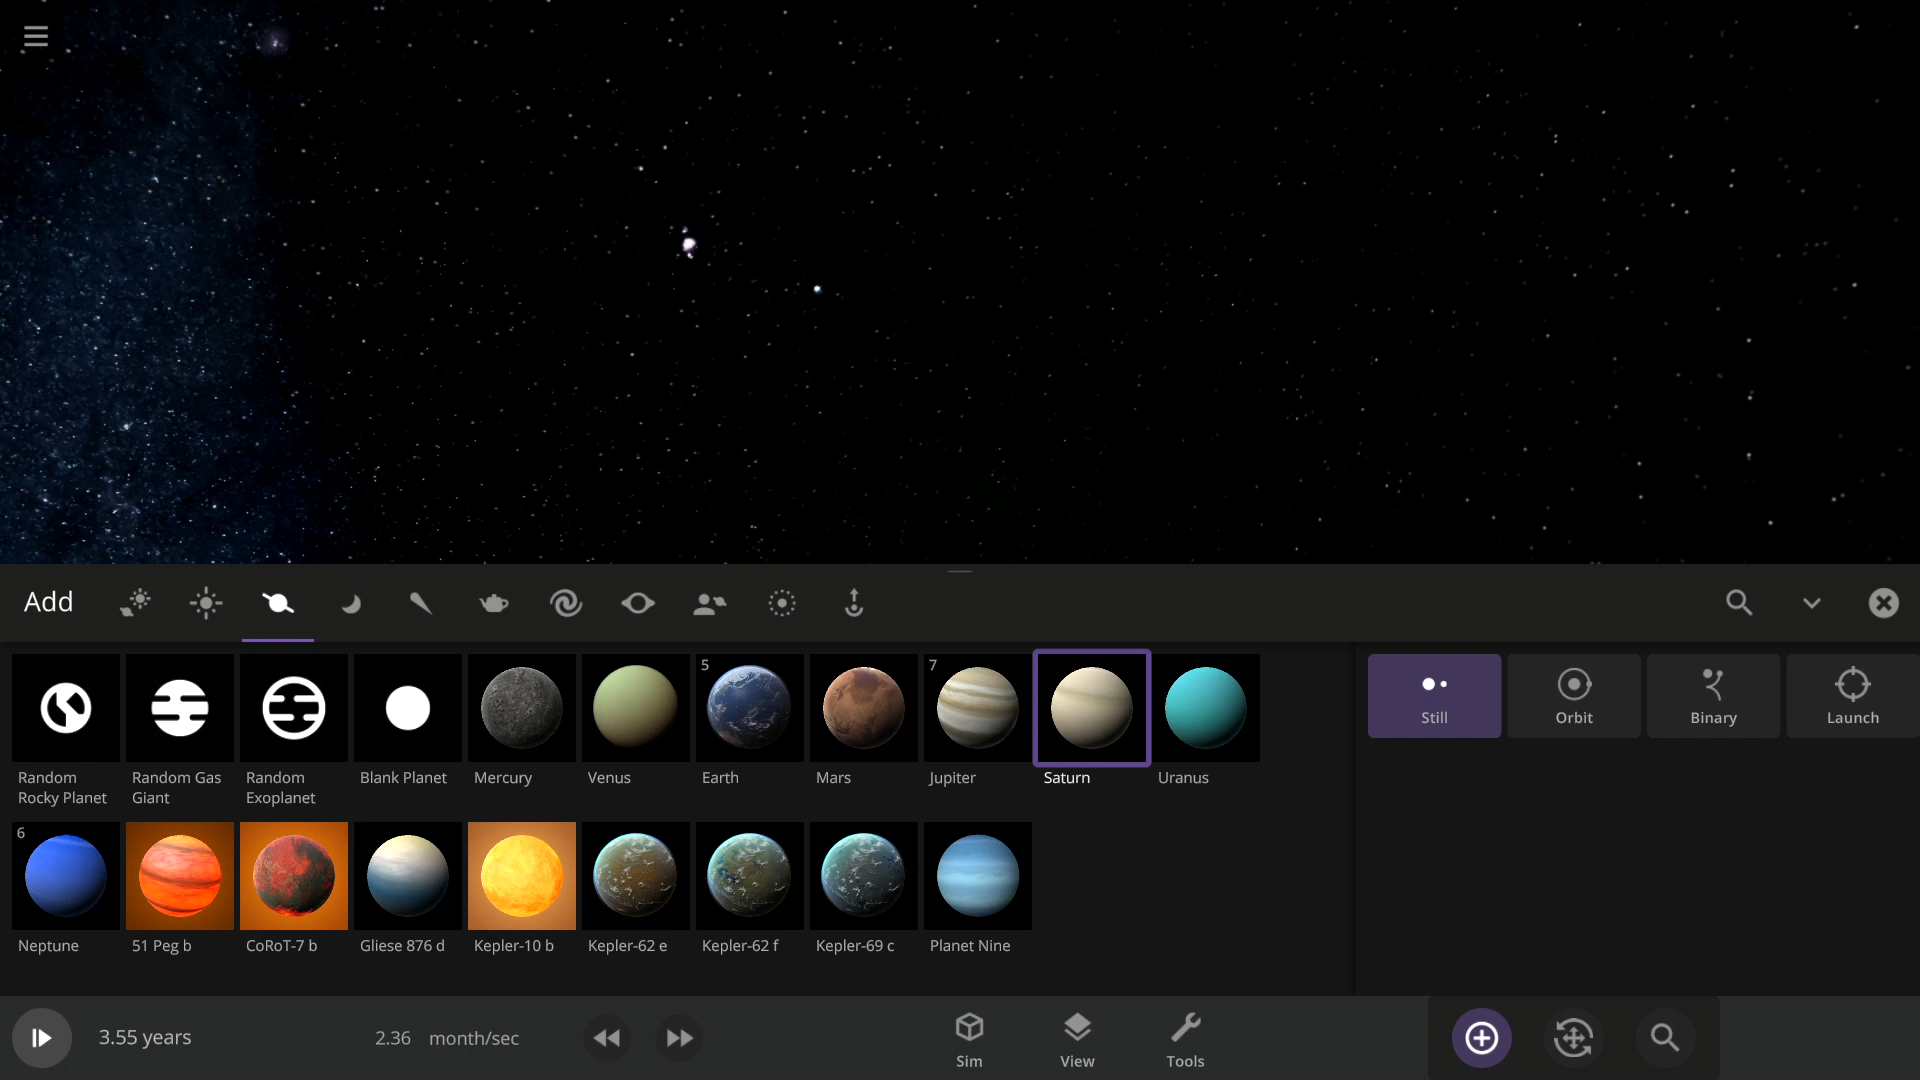 Add
Still
Orbit
Binary
Launch
5
7
Random
Rocky Planet
Random Gas
Giant
Random
Exoplanet
Blank Planet
Mercury
Venus
Earth
Mars
Jupiter
Saturn
Uranus
6
Neptune
51 Peg b
CoRoT-7 b
Gliese 876 d
Kepler-10 b
Kepler-62 e
Kepler-62 f
Kepler-69 c
Planet Nine
3.55 years
2.36 month/sec
Sim
View
Tools